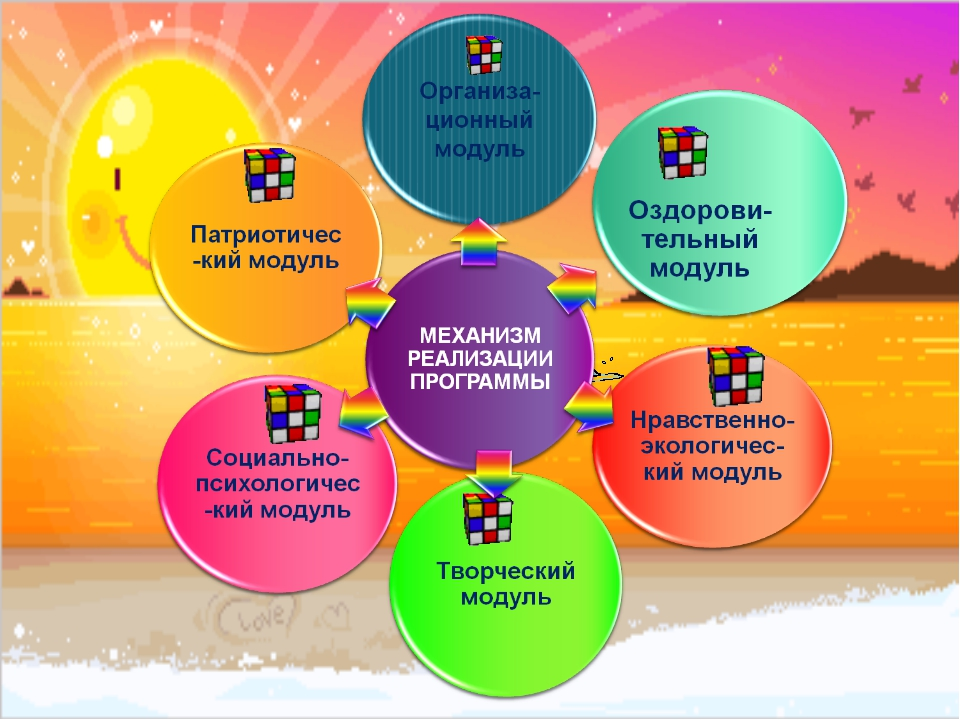 Организа-
ционный
модуль
Оздорови-
тельный
модуль
Патриотичес
-кий модуль
МЕХАНИЗМ
РЕАЛИЗАЦИИ
ПРОГРАММЫ
Нравственно-
экологичес-
кий модуль
Социально-
психологичес
-кий модуль
Творческий
модуль
Love